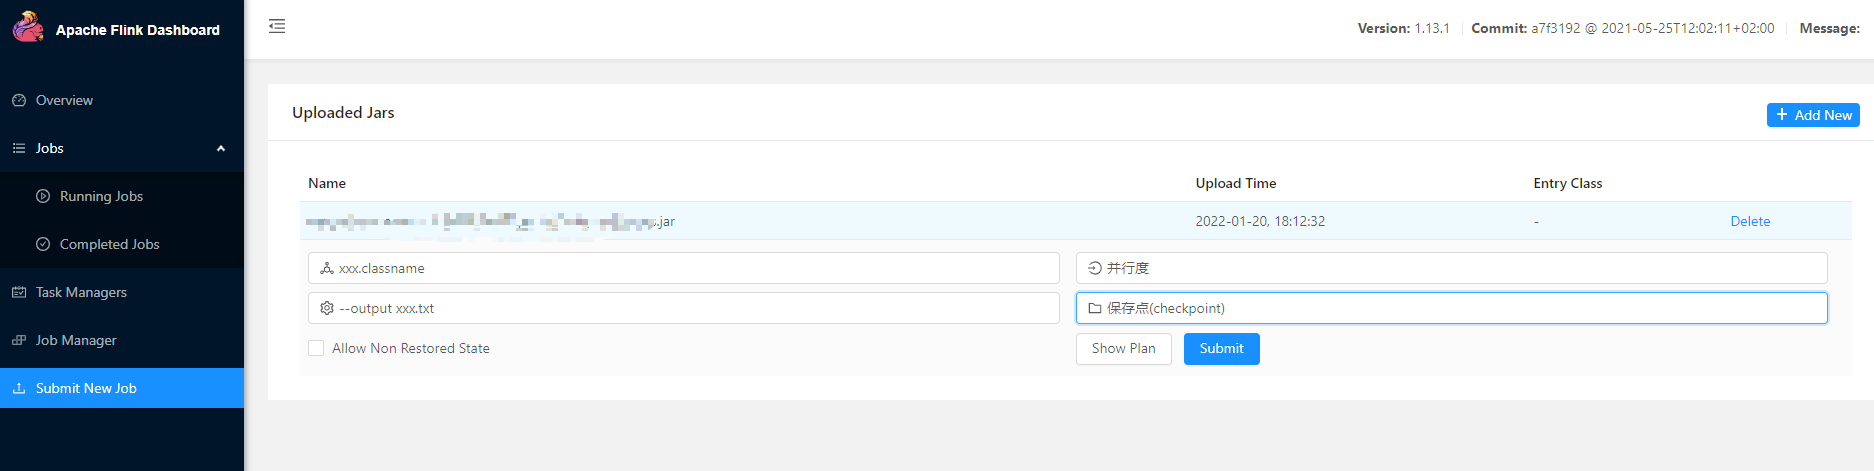 Apache Flink Dashboard
Version: 1.13.1 Commit: a7f3192 @ 2021-05-25T12:02:11+02:00 Message:
Overview
Jobs
Running Jobs
Completed Jobs
Task Managers
Job Manager
Submit New Job
Uploaded Jars
+ Add New
Name Upload Time Entry Class
.jar 2022-01-20, 18:12:32 - Delete
xxx.classname 并行度
--output xxx.txt 保存点(checkpoint)
Allow Non Restored State Show Plan Submit